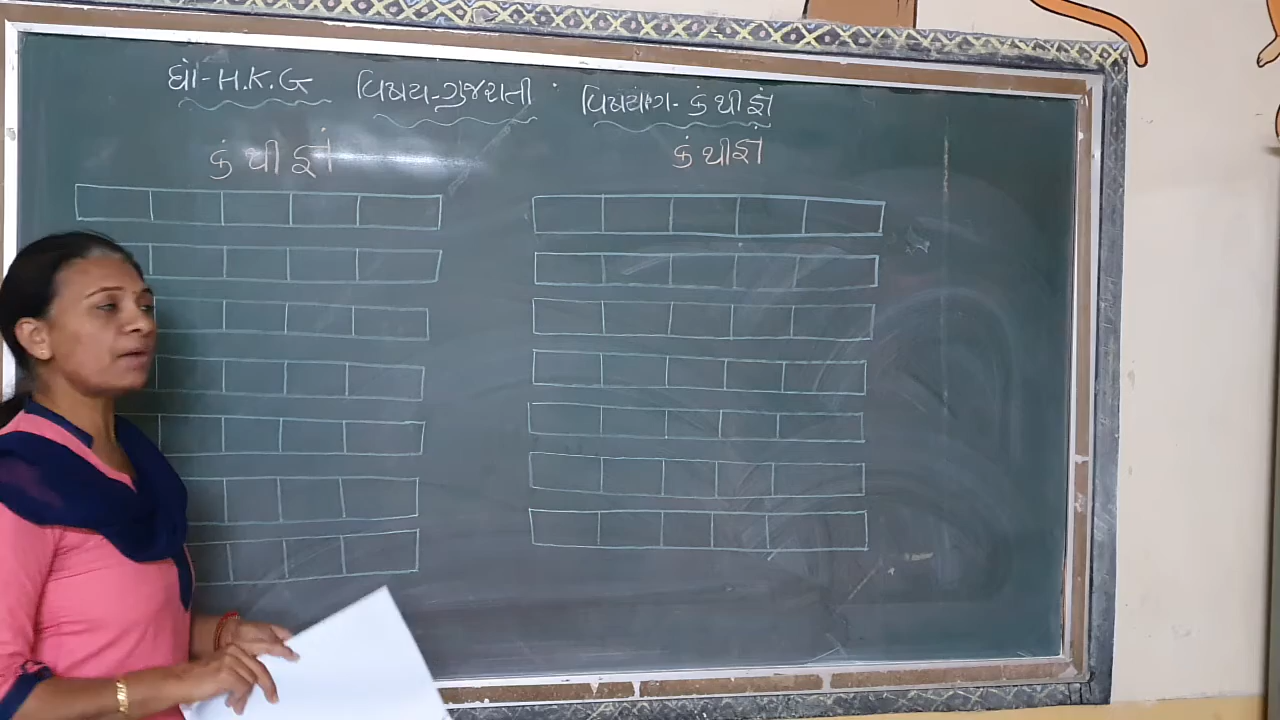 ધો-H.K.G વિષય-ગુજરાતી વિષયાંગ- ક થી જ્ઞ
ક થી જ્ઞ ક થી જ્ઞ